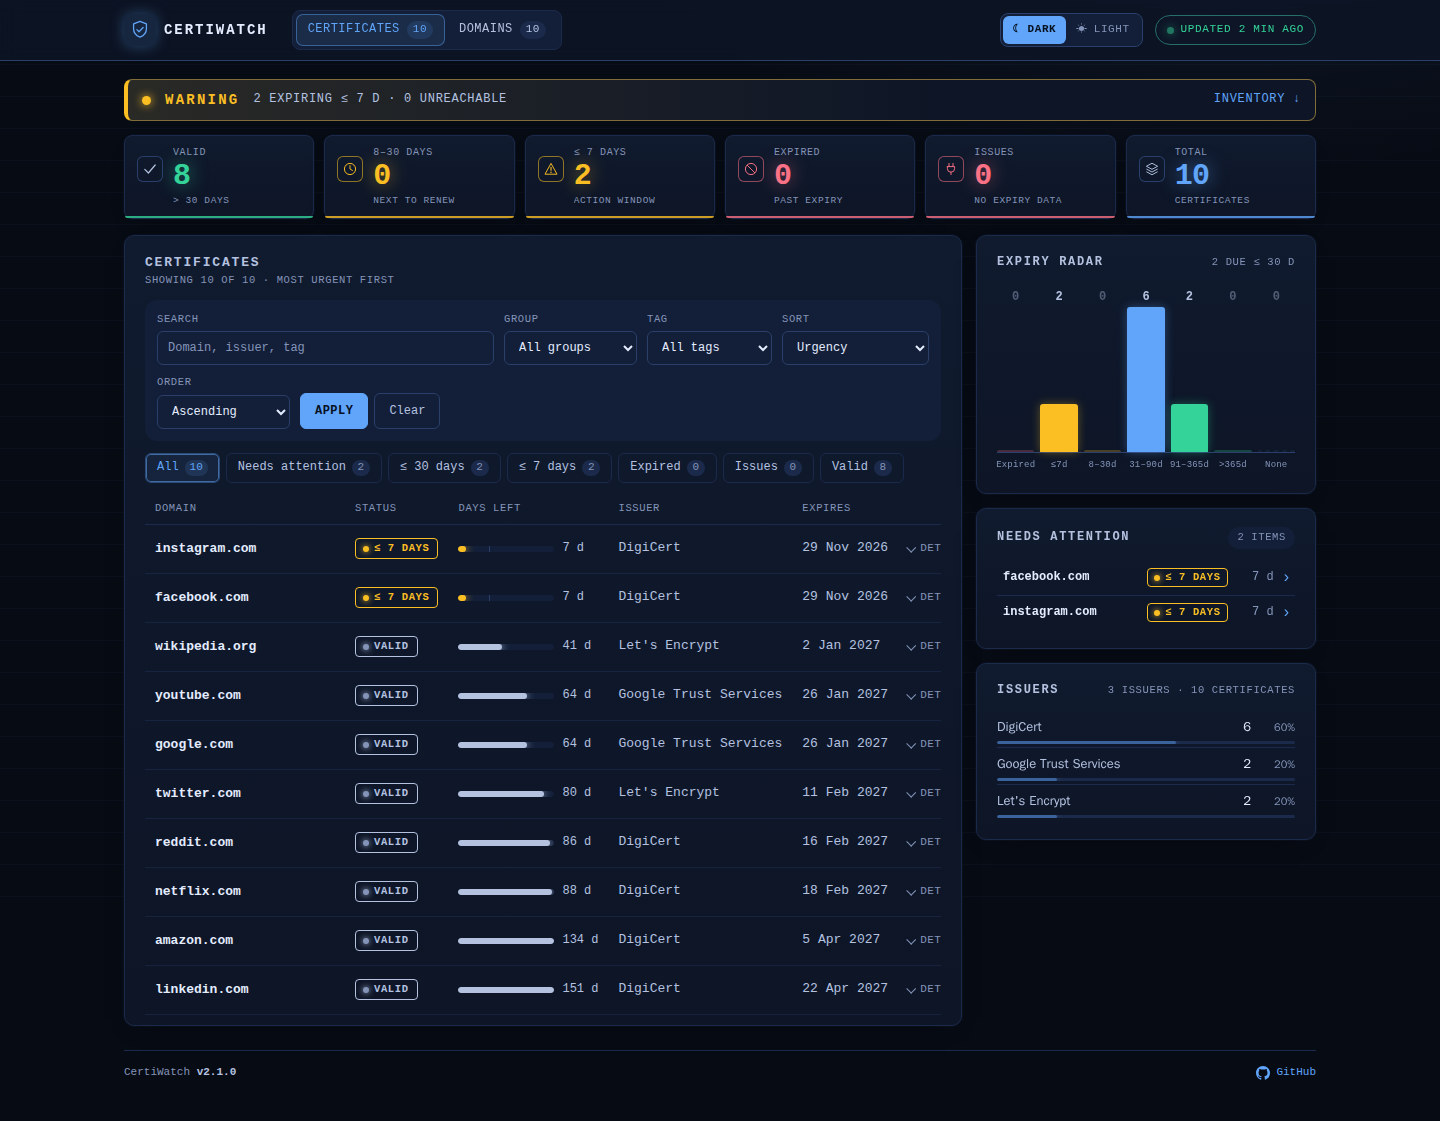 CERTIWATCH
CERTIFICATES 10 DOMAINS 10
DARK LIGHT
UPDATED 2 MIN AGO
WARNING 2 EXPIRING ≤ 7 D · 0 UNREACHABLE INVENTORY ↓
VALID
8
> 30 DAYS
8–30 DAYS
0
NEXT TO RENEW
≤ 7 DAYS
2
ACTION WINDOW
EXPIRED
0
PAST EXPIRY
ISSUES
0
NO EXPIRY DATA
TOTAL
10
CERTIFICATES
CERTIFICATES
SHOWING 10 OF 10 · MOST URGENT FIRST
SEARCH GROUP TAG SORT
Domain, issuer, tag All groups All tags Urgency
ORDER
Ascending APPLY Clear
All 10 Needs attention 2 ≤ 30 days 2 ≤ 7 days 2 Expired 0 Issues 0 Valid 8
DOMAIN STATUS DAYS LEFT ISSUER EXPIRES
instagram.com ≤ 7 DAYS 7 d DigiCert 29 Nov 2026 DET
facebook.com ≤ 7 DAYS 7 d DigiCert 29 Nov 2026 DET
wikipedia.org VALID 41 d Let's Encrypt 2 Jan 2027 DET
youtube.com VALID 64 d Google Trust Services 26 Jan 2027 DET
google.com VALID 64 d Google Trust Services 26 Jan 2027 DET
twitter.com VALID 80 d Let's Encrypt 11 Feb 2027 DET
reddit.com VALID 86 d DigiCert 16 Feb 2027 DET
netflix.com VALID 88 d DigiCert 18 Feb 2027 DET
amazon.com VALID 134 d DigiCert 5 Apr 2027 DET
linkedin.com VALID 151 d DigiCert 22 Apr 2027 DET
EXPIRY RADAR 2 DUE ≤ 30 D
0 2 0 6 2 0 0
Expired ≤7d 8–30d 31–90d 91–365d >365d None
NEEDS ATTENTION 2 ITEMS
facebook.com ≤ 7 DAYS 7 d ›
instagram.com ≤ 7 DAYS 7 d ›
ISSUERS 3 ISSUERS · 10 CERTIFICATES
DigiCert 6 60%
Google Trust Services 2 20%
Let's Encrypt 2 20%
CertiWatch v2.1.0 GitHub